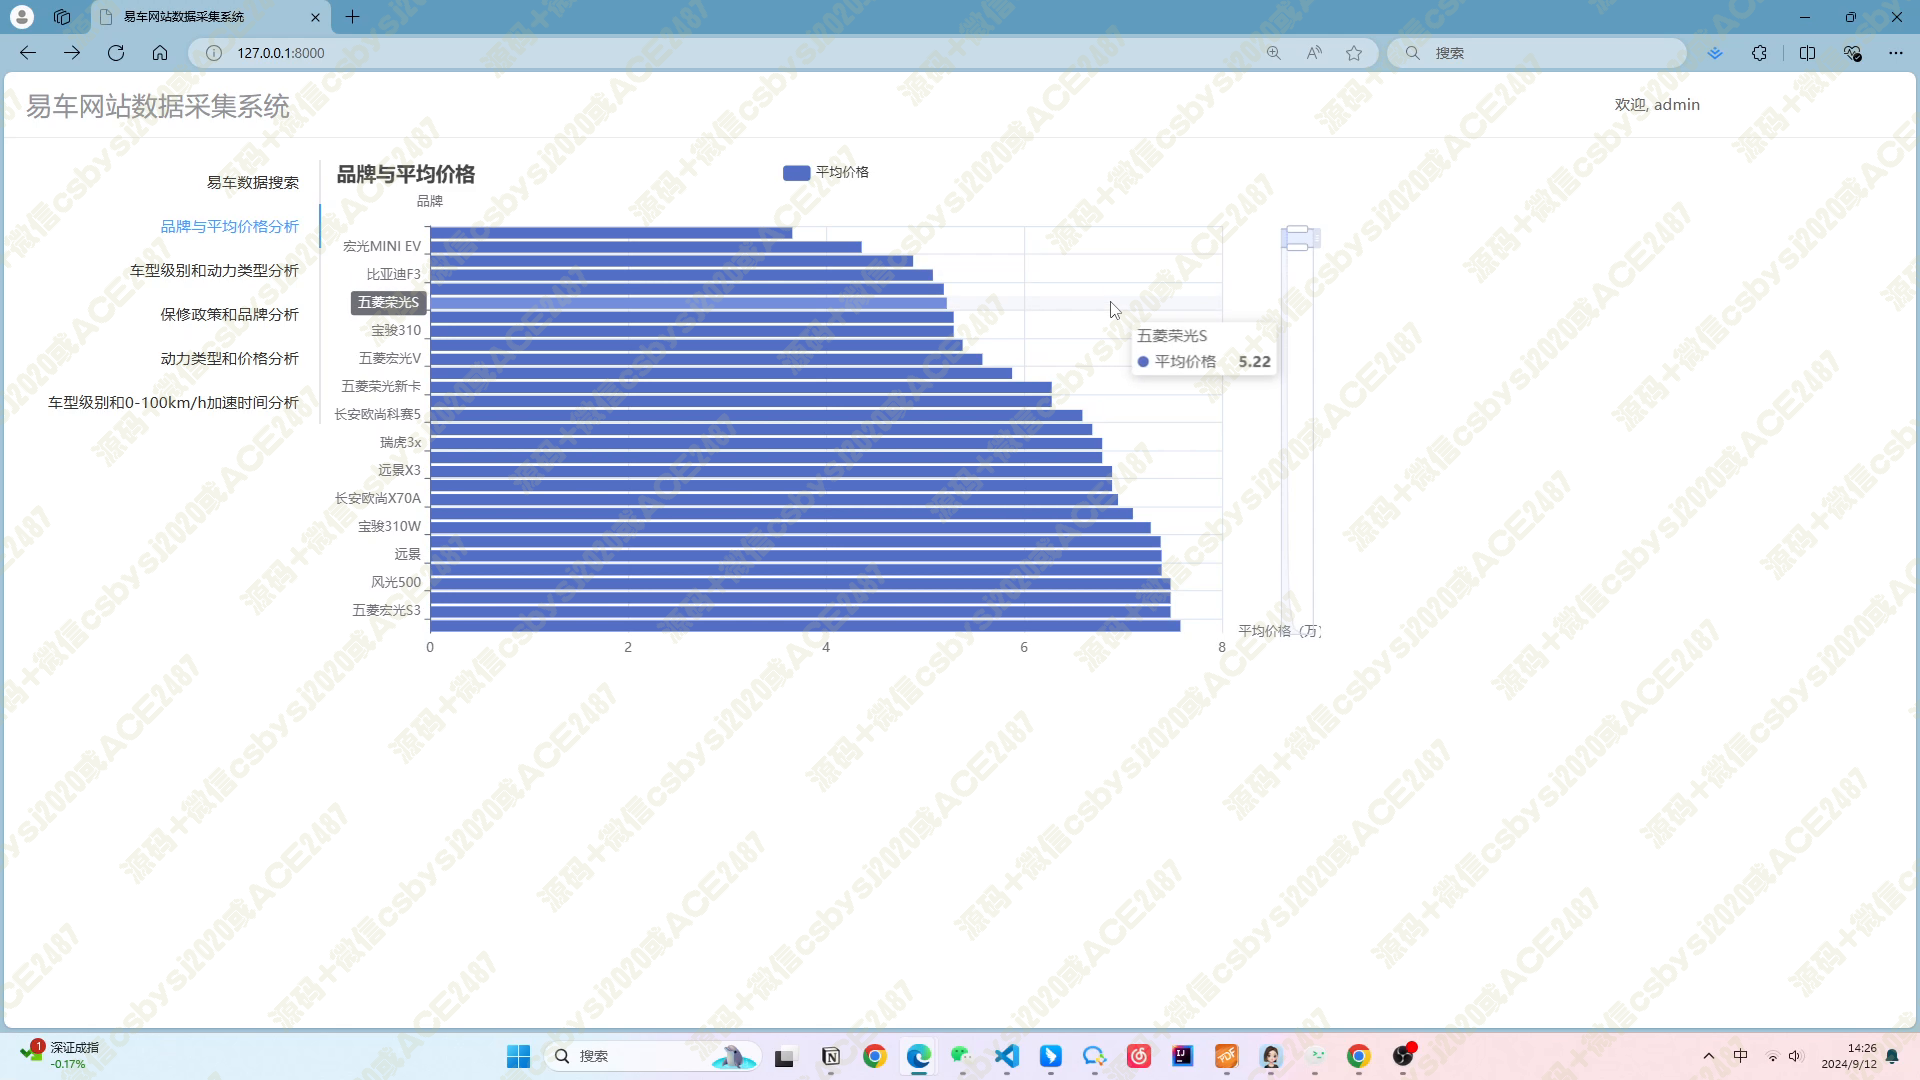 易车网站数据采集系统
127.0.0.1:8000
搜索
易车网站数据采集系统
欢迎, admin
易车数据搜索
品牌与平均价格分析
车型级别和动力类型分析
保修政策和品牌分析
动力类型和价格分析
车型级别和0-100km/h加速时间分析
品牌与平均价格
平均价格
品牌
宏光MINI EV
比亚迪F3
五菱荣光S
宝骏310
五菱宏光V
五菱荣光新卡
长安欧尚科赛5
瑞虎3x
远景X3
长安欧尚X70A
宝骏310W
远景
风光500
五菱宏光S3
五菱荣光S
平均价格 5.22
0 2 4 6 8
平均价格（万）
源码+微信csbysj2020或ACE2487
深证成指
-0.17%
1
搜索
中
14:26
2024/9/12